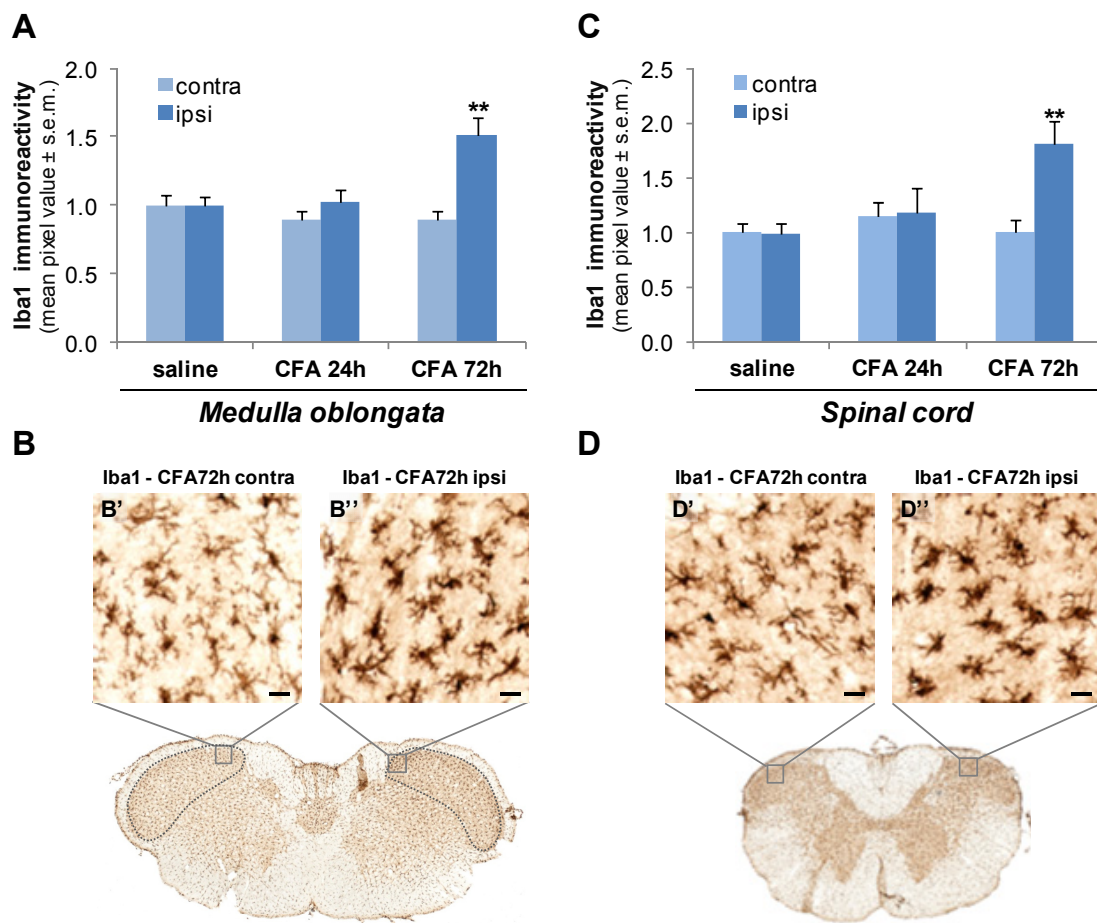 A
Iba1 immunoreactivity
(mean pixel value ± s.e.m.)
2.0
1.5
1.0
0.5
0.0
contra
ipsi
**
saline
CFA 24h
CFA 72h
Medulla oblongata
C
Iba1 immunoreactivity
(mean pixel value ± s.e.m.)
2.5
2.0
1.5
1.0
0.5
0.0
contra
ipsi
**
saline
CFA 24h
CFA 72h
Spinal cord
B
Iba1 - CFA72h contra
B'
Iba1 - CFA72h ipsi
B''
D
Iba1 - CFA72h contra
D'
Iba1 - CFA72h ipsi
D''